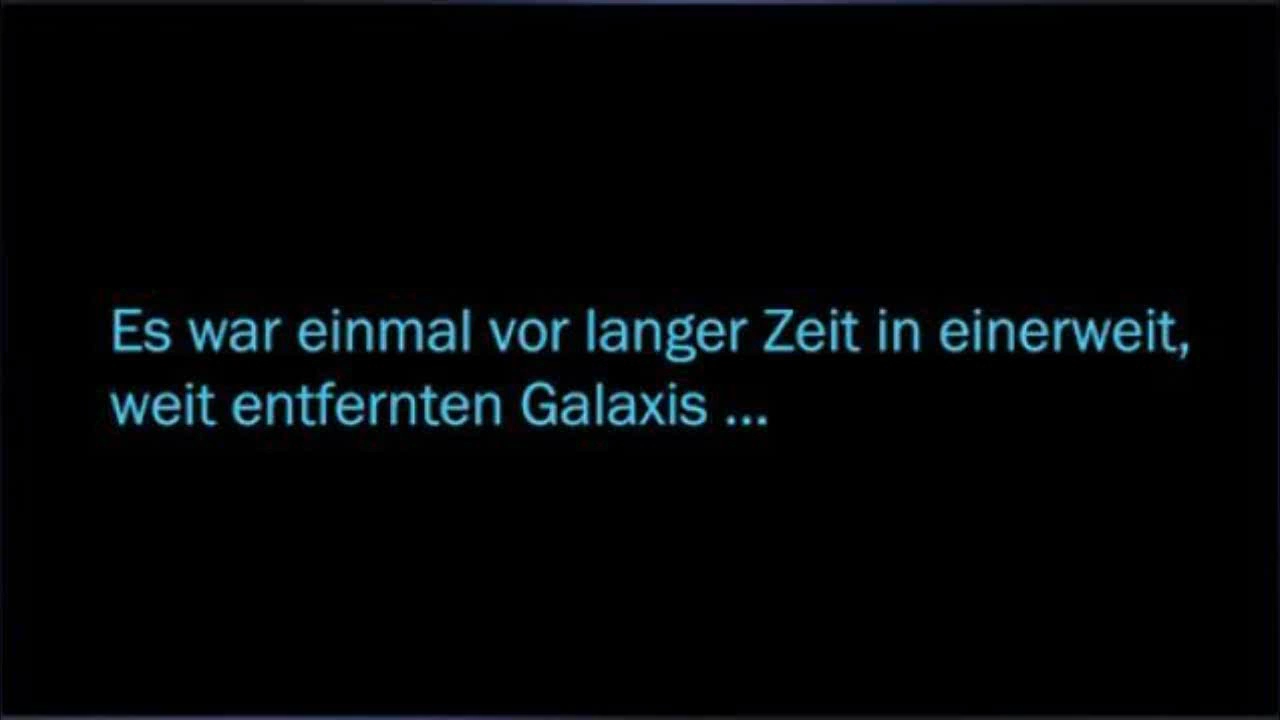 Es war einmal vor langer Zeit in einerweit,
weit entfernten Galaxis ...